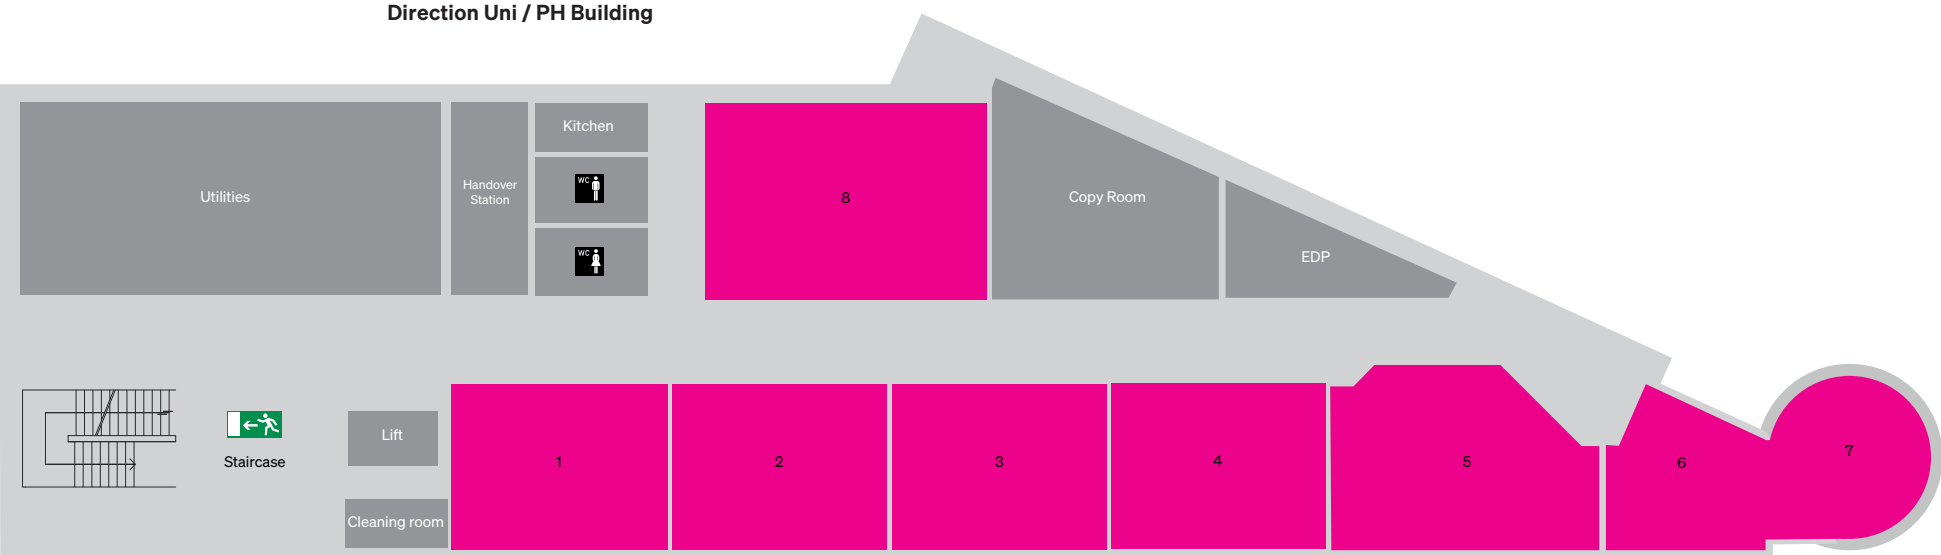 Direction Uni / PH Building
Kitchen
Utilities
Handover
Station
WC
WC
8
Copy Room
EDP
Staircase
Lift
Cleaning room
1
2
3
4
5
6
7